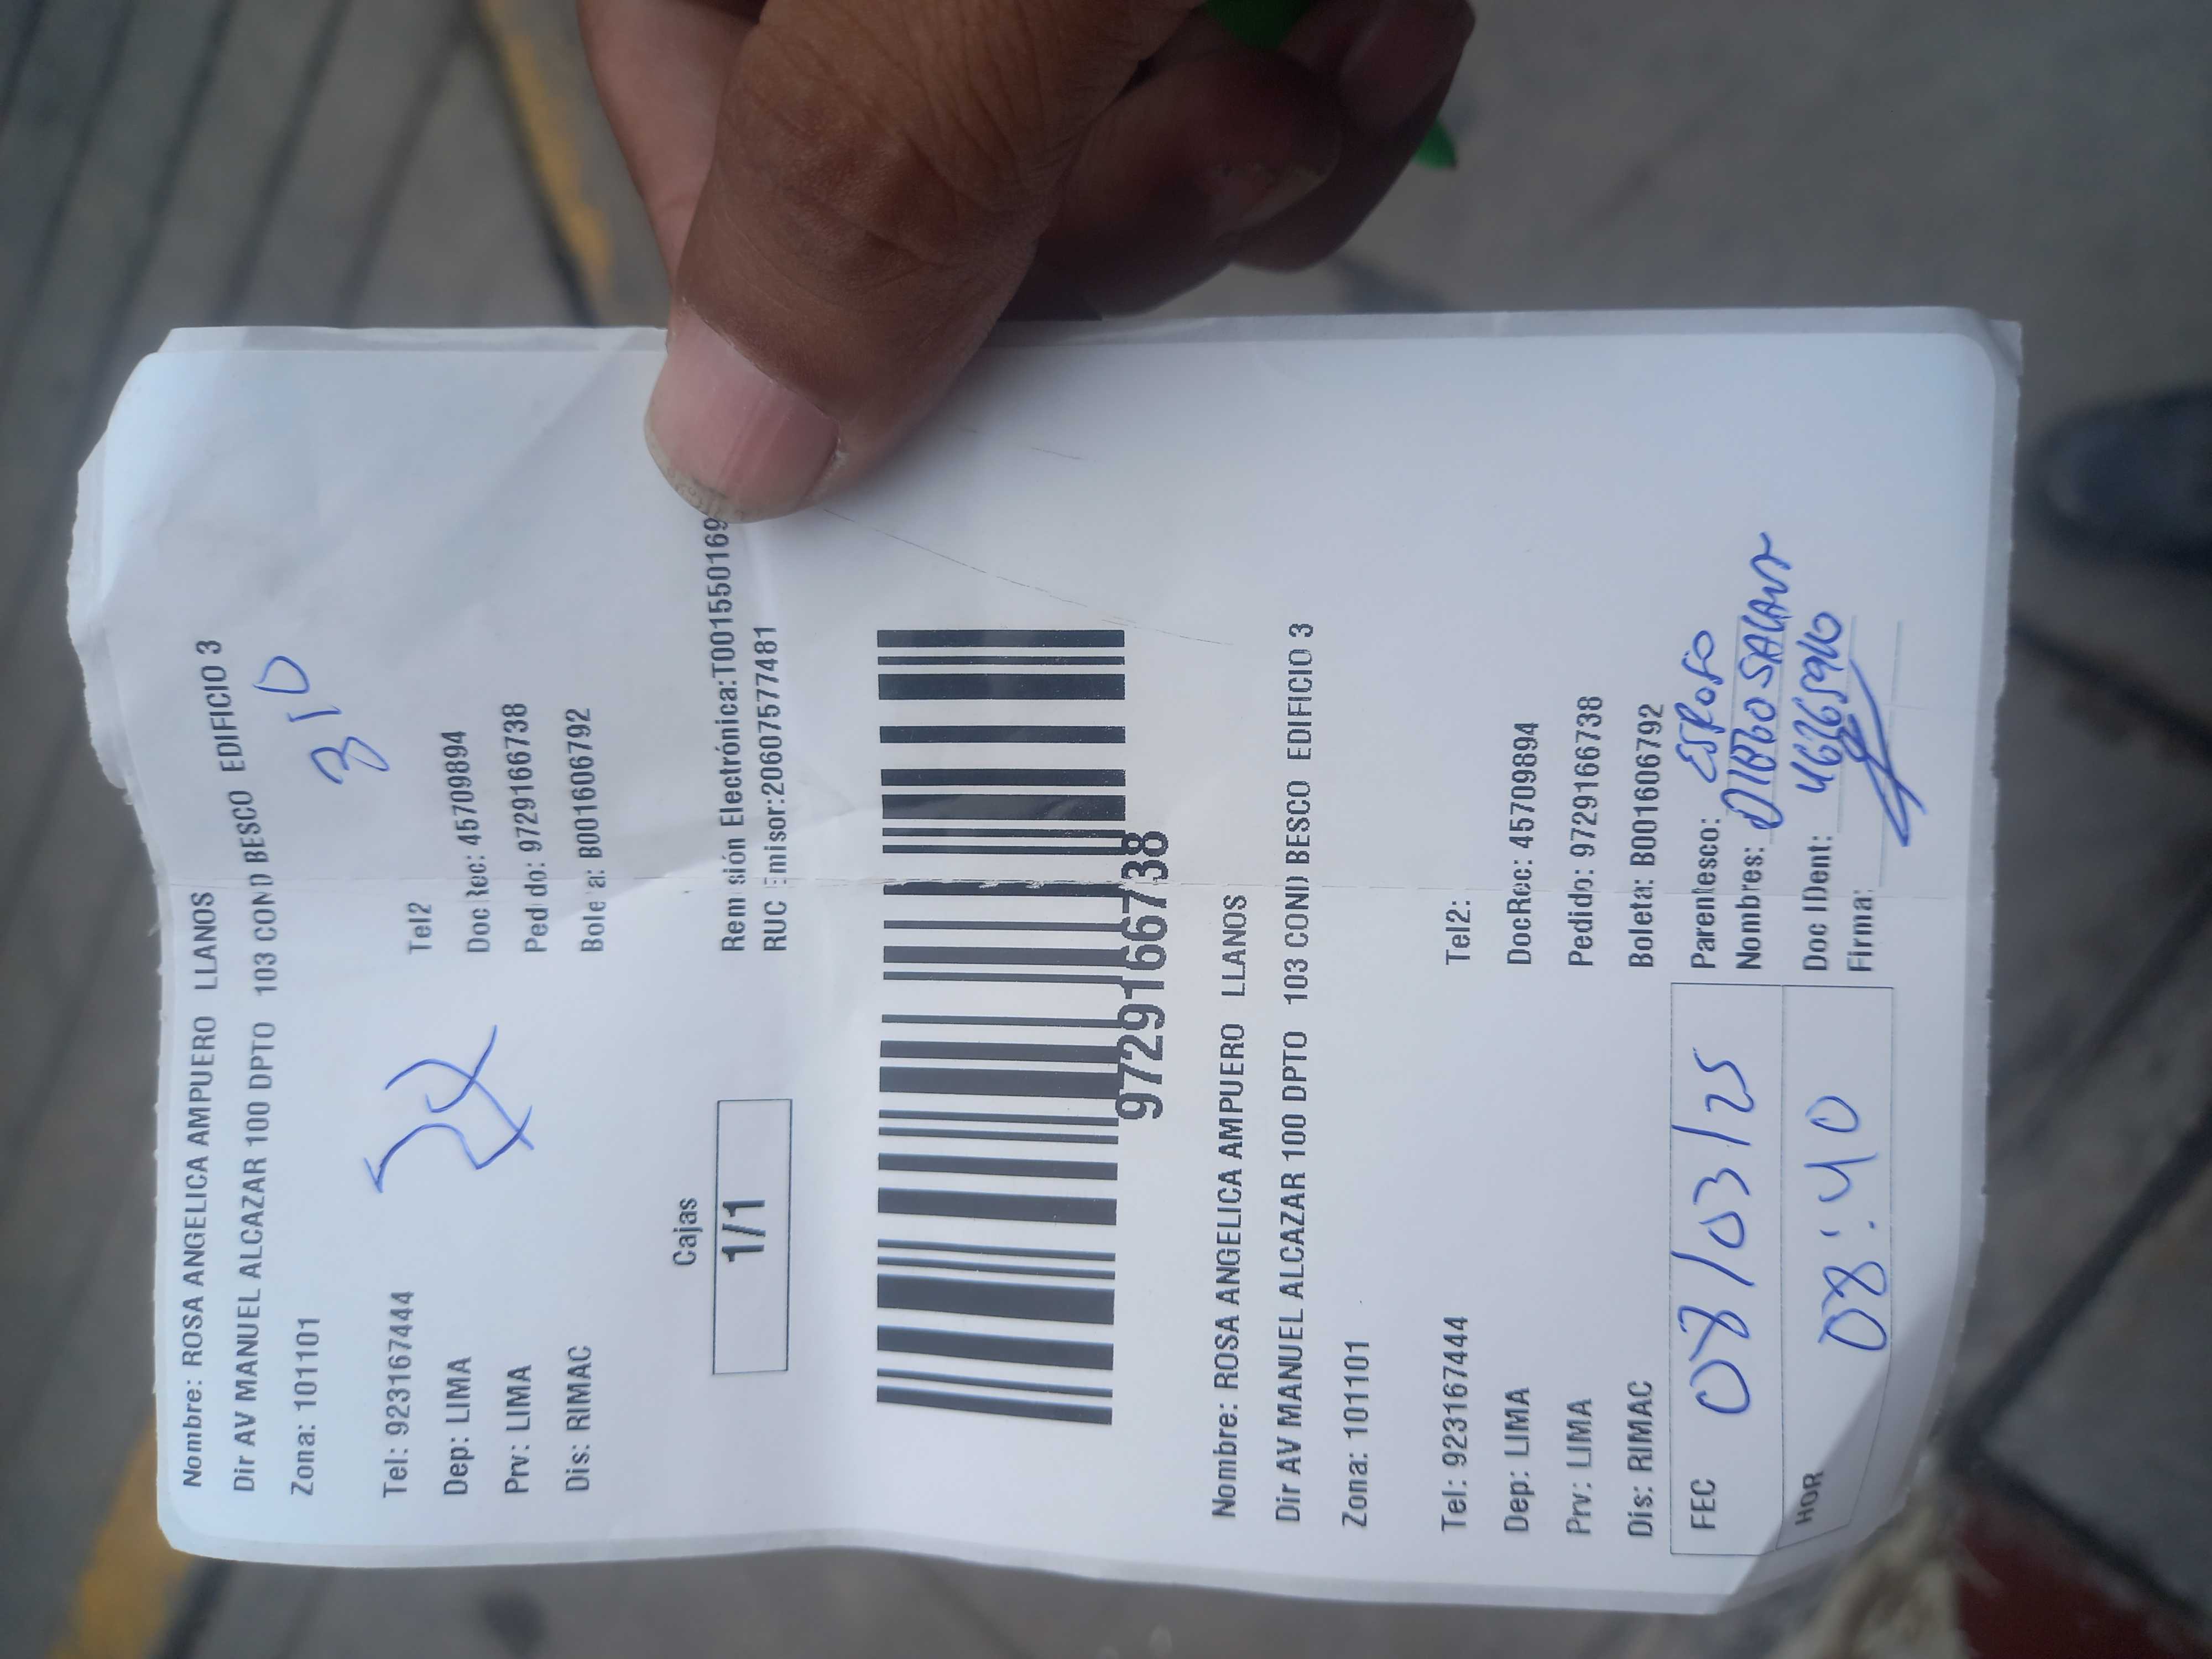 Nombre: ROSA ANGELICA AMPUERO LLANOS
Dir AV MANUEL ALCAZAR 100 DPTO 103 COND BESCO EDIFICIO 3
Zona: 101101
310
Tel: 923167444 Tel2
Dep: LIMA Doc Rec: 45709894
Prv: LIMA Pedido: 9729166738
Dis: RIMAC Boleta: B001606792
Cajas
1/1
Remisión Electrónica:T001550169
RUC Emisor:20607577481
9729166738
Nombre: ROSA ANGELICA AMPUERO LLANOS
Dir AV MANUEL ALCAZAR 100 DPTO 103 COND BESCO EDIFICIO 3
Zona: 101101
Tel: 923167444 Tel2:
Dep: LIMA DocRec: 45709894
Prv: LIMA Pedido: 9729166738
Dis: RIMAC Boleta: B001606792
FEC 08/03/25 Parentesco: ESPOSO
Nombres:
HOR 08:40 Doc IDent:
Firma: